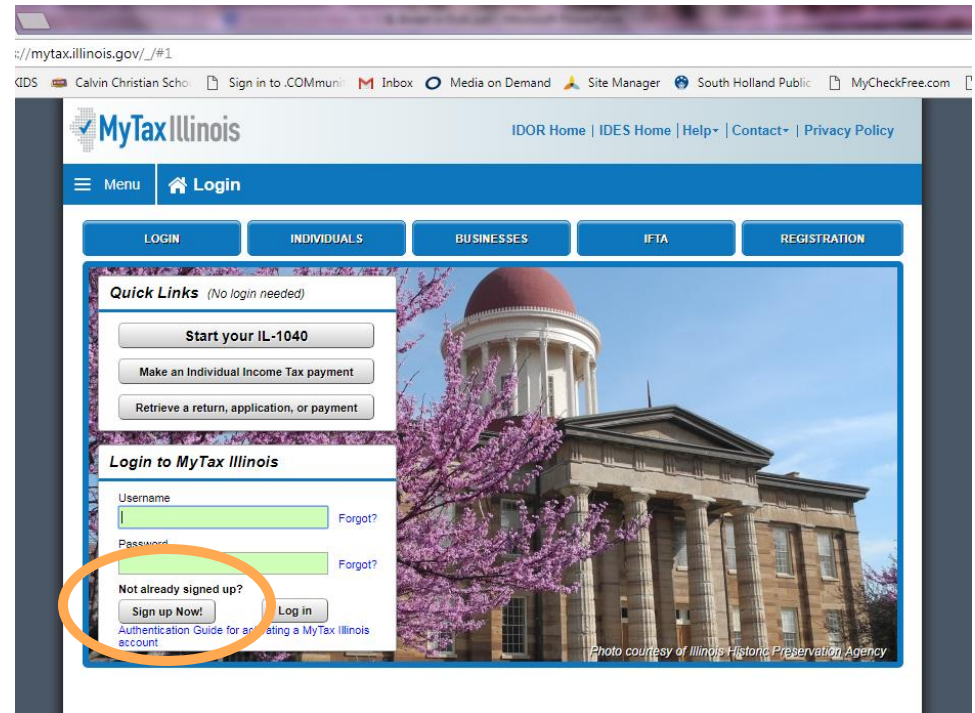 ://mytax.illinois.gov/_/#1
KIDS Calvin Christian Scho Sign in to .COMmuni Inbox Media on Demand Site Manager South Holland Public MyCheckFree.com
MyTax Illinois
IDOR Home | IDES Home | Help | Contact | Privacy Policy
Menu Login
LOGIN INDIVIDUALS BUSINESSES IFTA REGISTRATION
Quick Links (No login needed)
Start your IL-1040
Make an Individual Income Tax payment
Retrieve a return, application, or payment
Login to MyTax Illinois
Username
Forgot?
Password
Forgot?
Not already signed up?
Sign up Now! Log in
Authentication Guide for activating a MyTax Illinois
account
Photo courtesy of Illinois Historic Preservation Agency